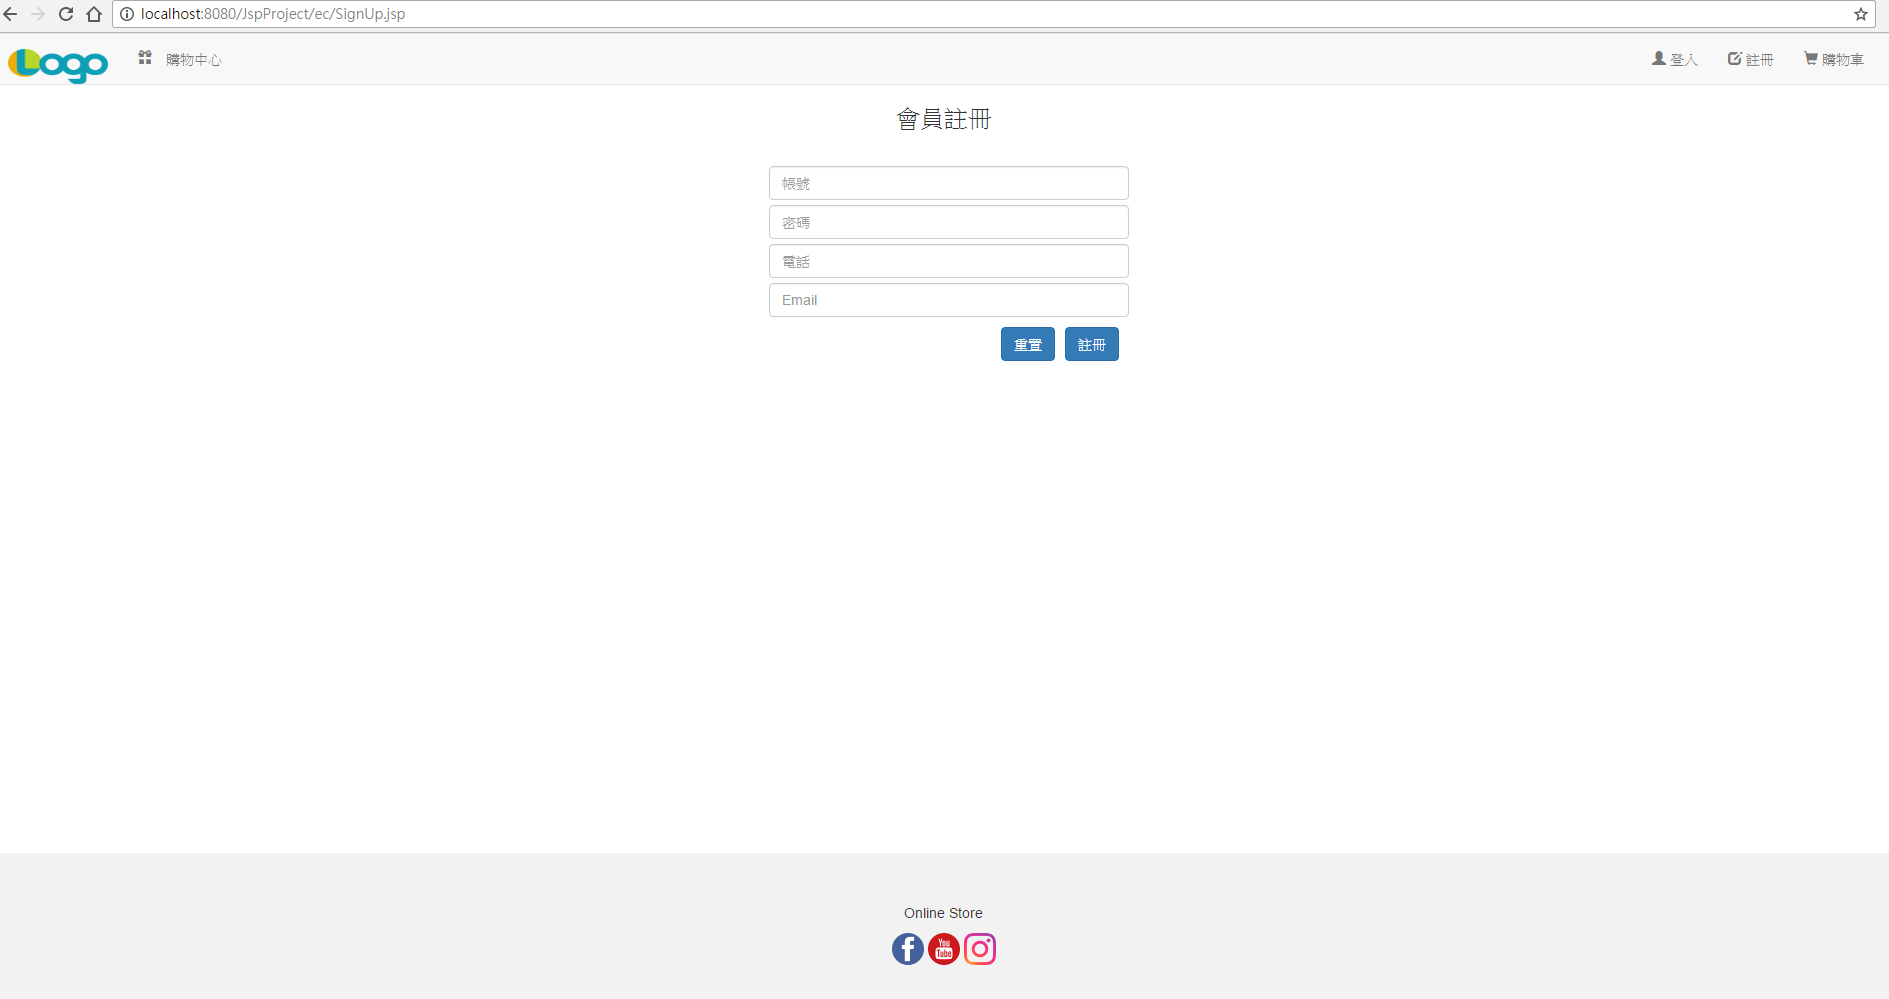 localhost:8080/JspProject/ec/SignUp.jsp
Logo 購物中心 登入 註冊 購物車
會員註冊
帳號
密碼
電話
Email
重置 註冊
Online Store
You Tube